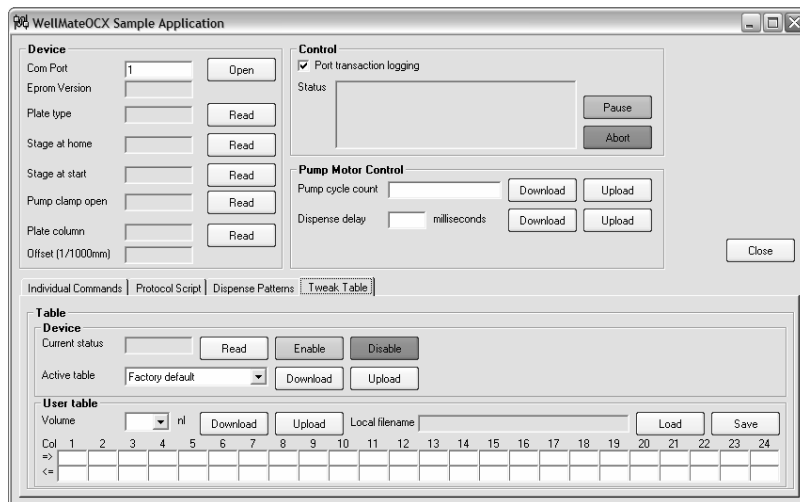 WellMateOCX Sample Application
Device
Com Port 1 Open
Eprom Version
Plate type Read
Stage at home Read
Stage at start Read
Pump clamp open Read
Plate column Read
Offset (1/1000mm)
Control
Port transaction logging
Status
Pause
Abort
Pump Motor Control
Pump cycle count Download Upload
Dispense delay milliseconds Download Upload
Close
Individual Commands Protocol Script Dispense Patterns Tweak Table
Table
Device
Current status Read Enable Disable
Active table Factory default Download Upload
User table
Volume nl Download Upload Local filename Load Save
Col 1 2 3 4 5 6 7 8 9 10 11 12 13 14 15 16 17 18 19 20 21 22 23 24
=>
<=